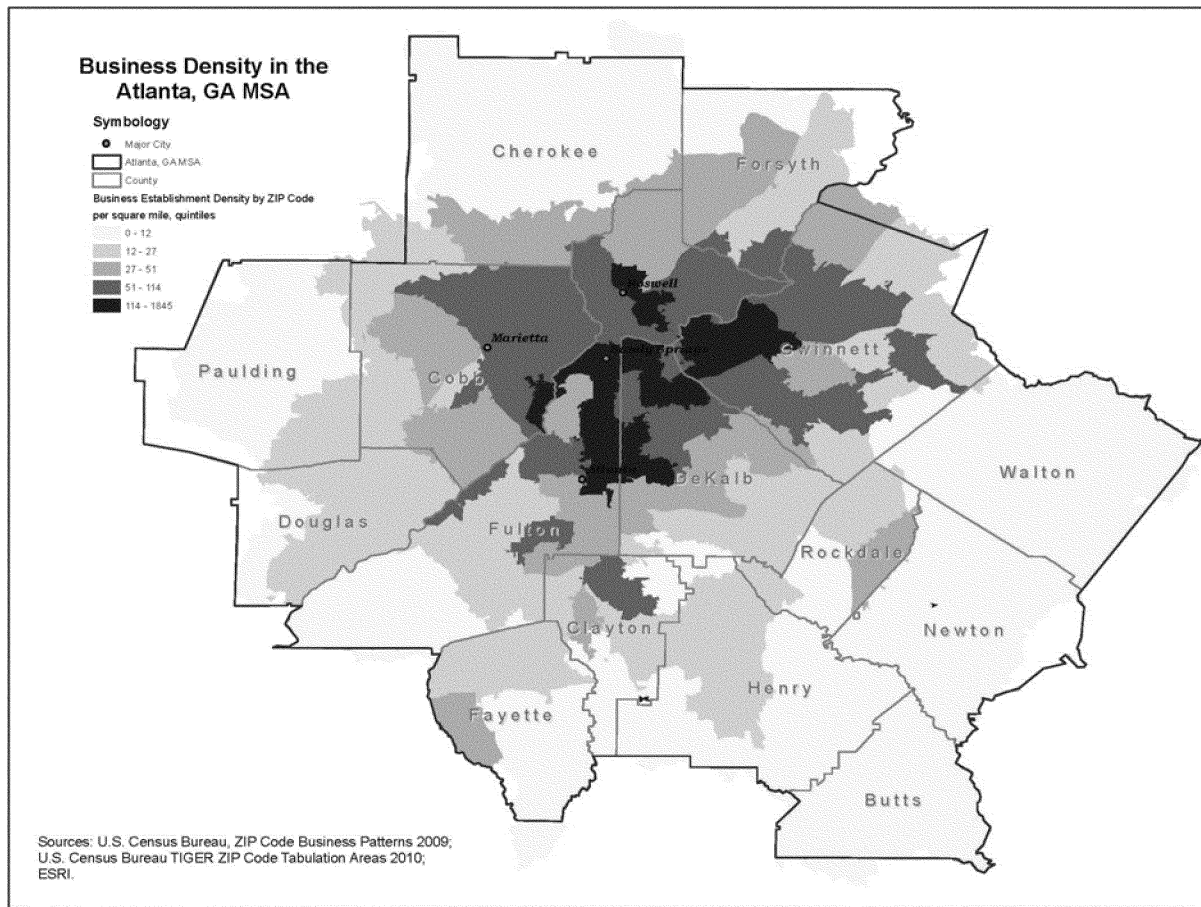 Business Density in the
Atlanta, GA MSA
Symbology
Major City
Atlanta, GA MSA
County
Business Establishment Density by ZIP Code
per square mile, quintiles
0 - 12
12 - 27
27 - 51
51 - 114
114 - 1845
Cherokee
Forsyth
Roswell
Marietta
Gwinnett
Paulding
Cobb
Walton
DeKalb
Douglas
Fulton
Rockdale
Clayton
Newton
Henry
Fayette
Butts
Sources: U.S. Census Bureau, ZIP Code Business Patterns 2009;
U.S. Census Bureau TIGER ZIP Code Tabulation Areas 2010;
ESRI.